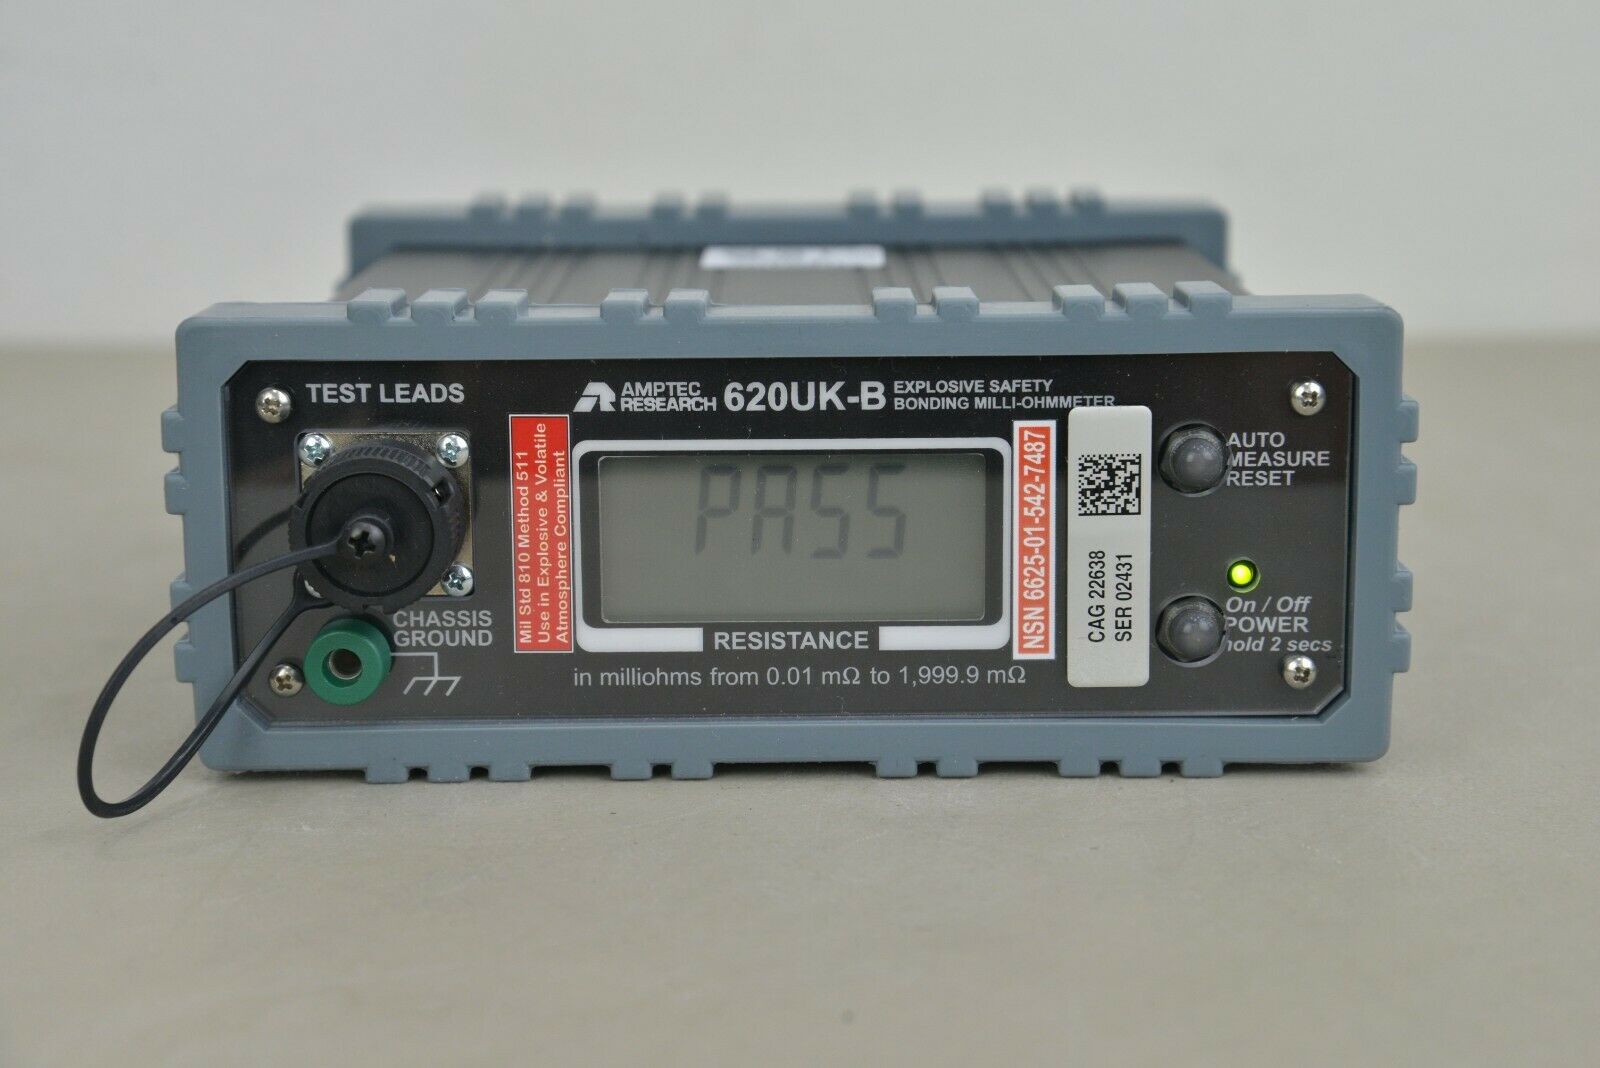 TEST LEADS
AMPTEC
RESEARCH
620UK-B
EXPLOSIVE SAFETY
BONDING MILLI-OHMMETER
Mil Std 810 Method 511
Use in Explosive & Volatile
Atmosphere Compliant
PASS
NSN 6625-01-542-7487
CAG 22638
SER 02431
AUTO
MEASURE
RESET
On / Off
POWER
hold 2 secs
CHASSIS
GROUND
RESISTANCE
in milliohms from 0.01 mΩ to 1,999.9 mΩ